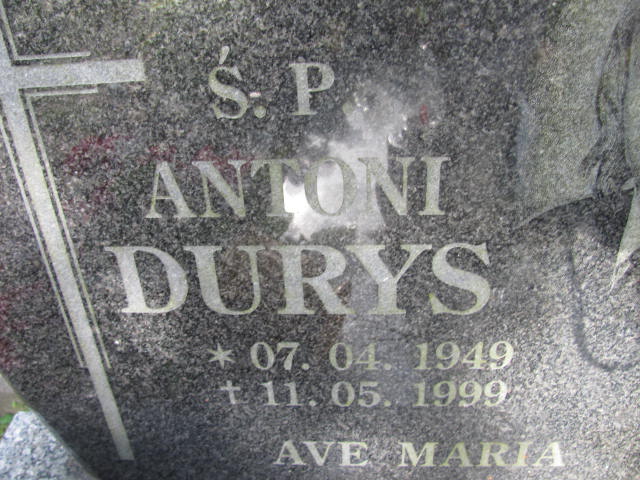 Ś. P
ANTONI
DURYS
* 07. 04. 1949
† 11. 05. 1999
AVE MARIA